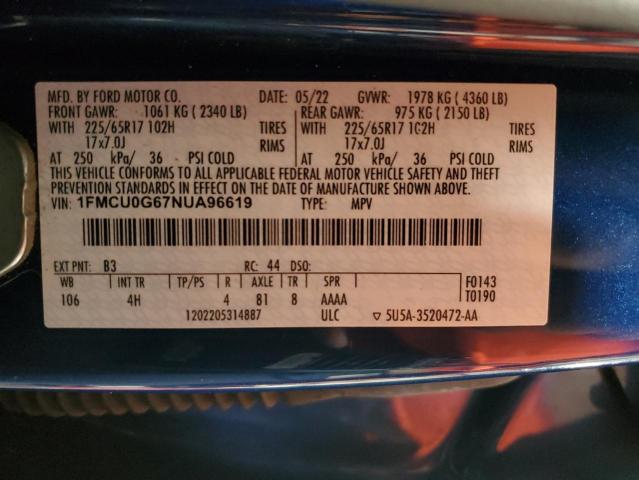 MFD. BY FORD MOTOR CO. DATE: 05/22 GVWR: 1978 KG ( 4360 LB)
FRONT GAWR: 1061 KG ( 2340 LB) REAR GAWR: 975 KG ( 2150 LB)
WITH 225/65R17 102H TIRES WITH 225/65R17 102H TIRES
17x7.0J RIMS 17x7.0J RIMS
AT 250 kPa/ 36 PSI COLD AT 250 kPa/ 36 PSI COLD
THIS VEHICLE CONFORMS TO ALL APPLICABLE FEDERAL MOTOR VEHICLE SAFETY AND THEFT
PREVENTION STANDARDS IN EFFECT ON THE DATE OF MANUFACTURE SHOWN ABOVE.
VIN: 1FMCU0G67NUA96619 TYPE: MPV
EXT PNT: B3 RC: 44 DSO:
WB INT TR TP/PS R AXLE TR SPR F0143
106 4H 4 81 8 AAAA T0190
1202205314887 ULC ▽ 5U5A-3520472-AA